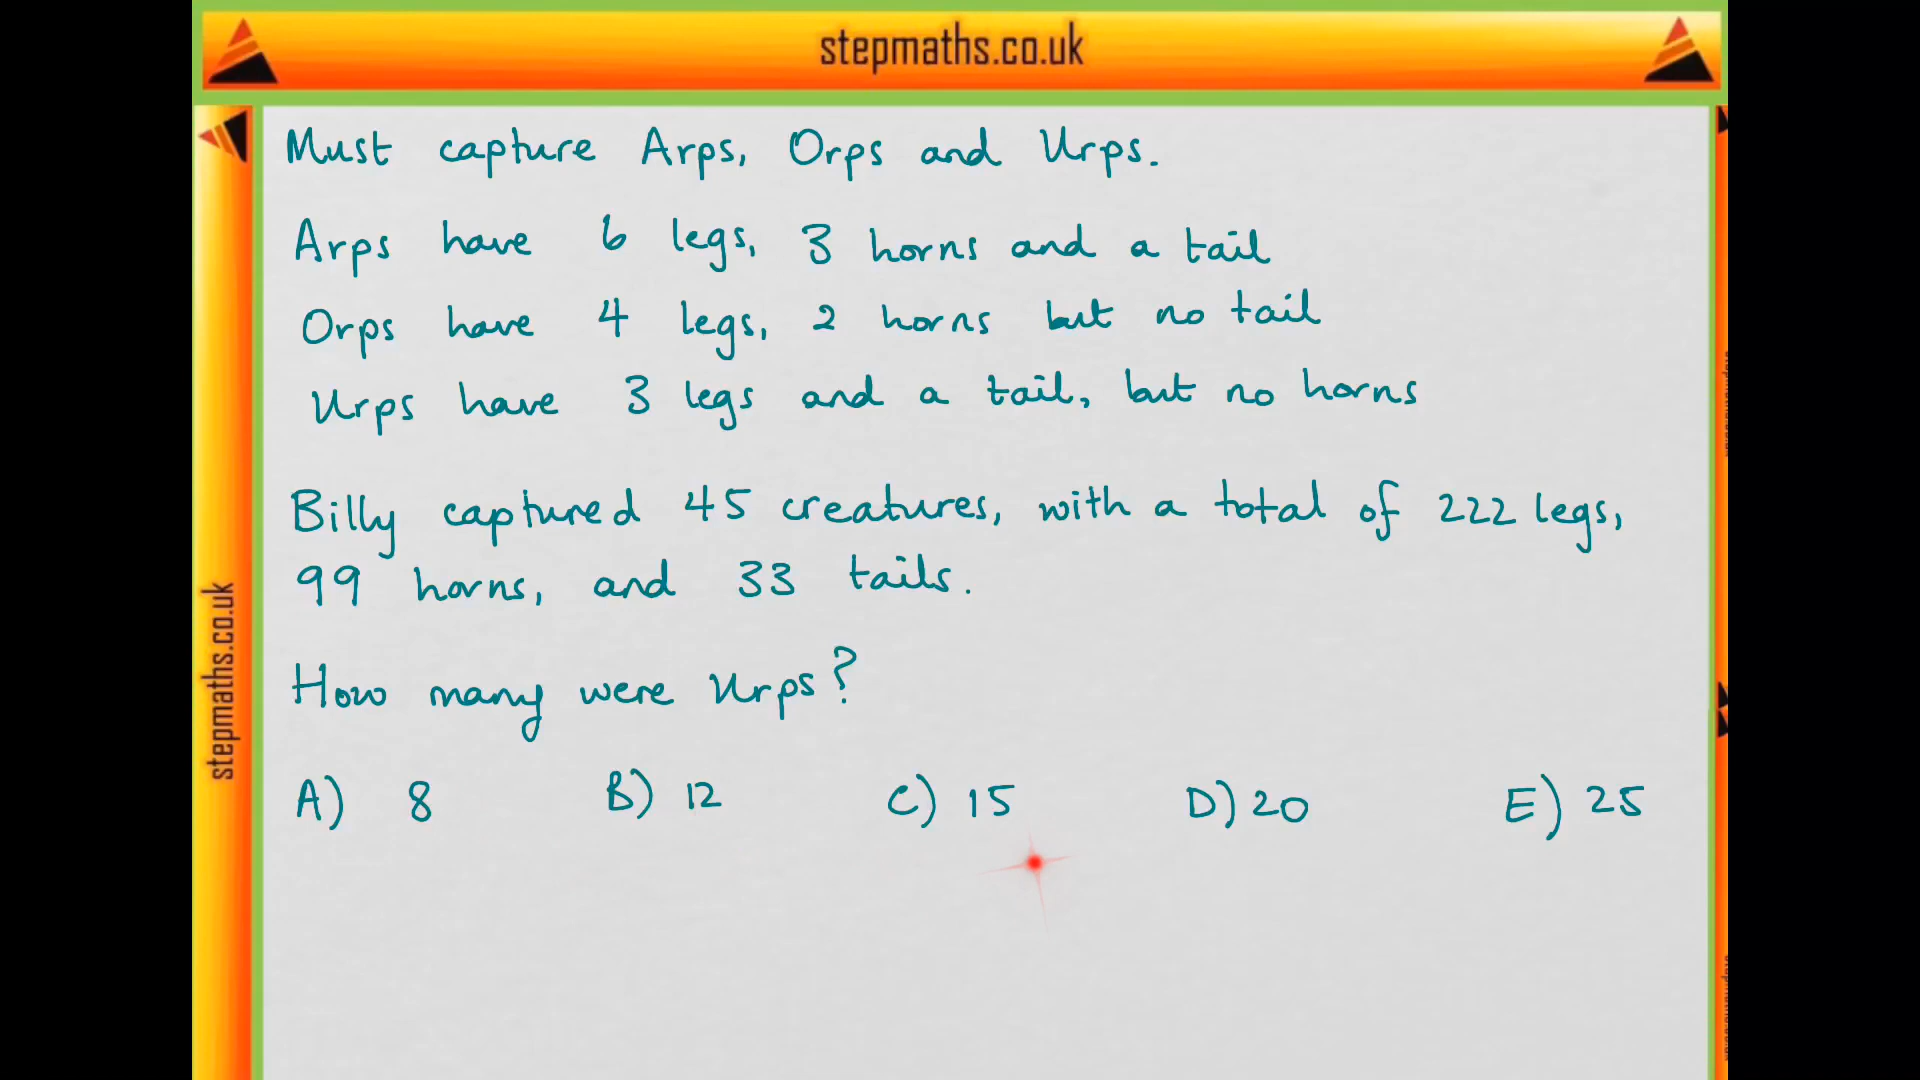 stepmaths.co.uk
Must capture Arps, Orps and Urps.
Arps have 6 legs, 3 horns and a tail
Orps have 4 legs, 2 horns but no tail
Urps have 3 legs and a tail, but no horns
Billy captured 45 creatures, with a total of 222 legs,
99 horns, and 33 tails.
How many were Urps?
A) 8 B) 12 C) 15 D) 20 E) 25
stepmaths.co.uk